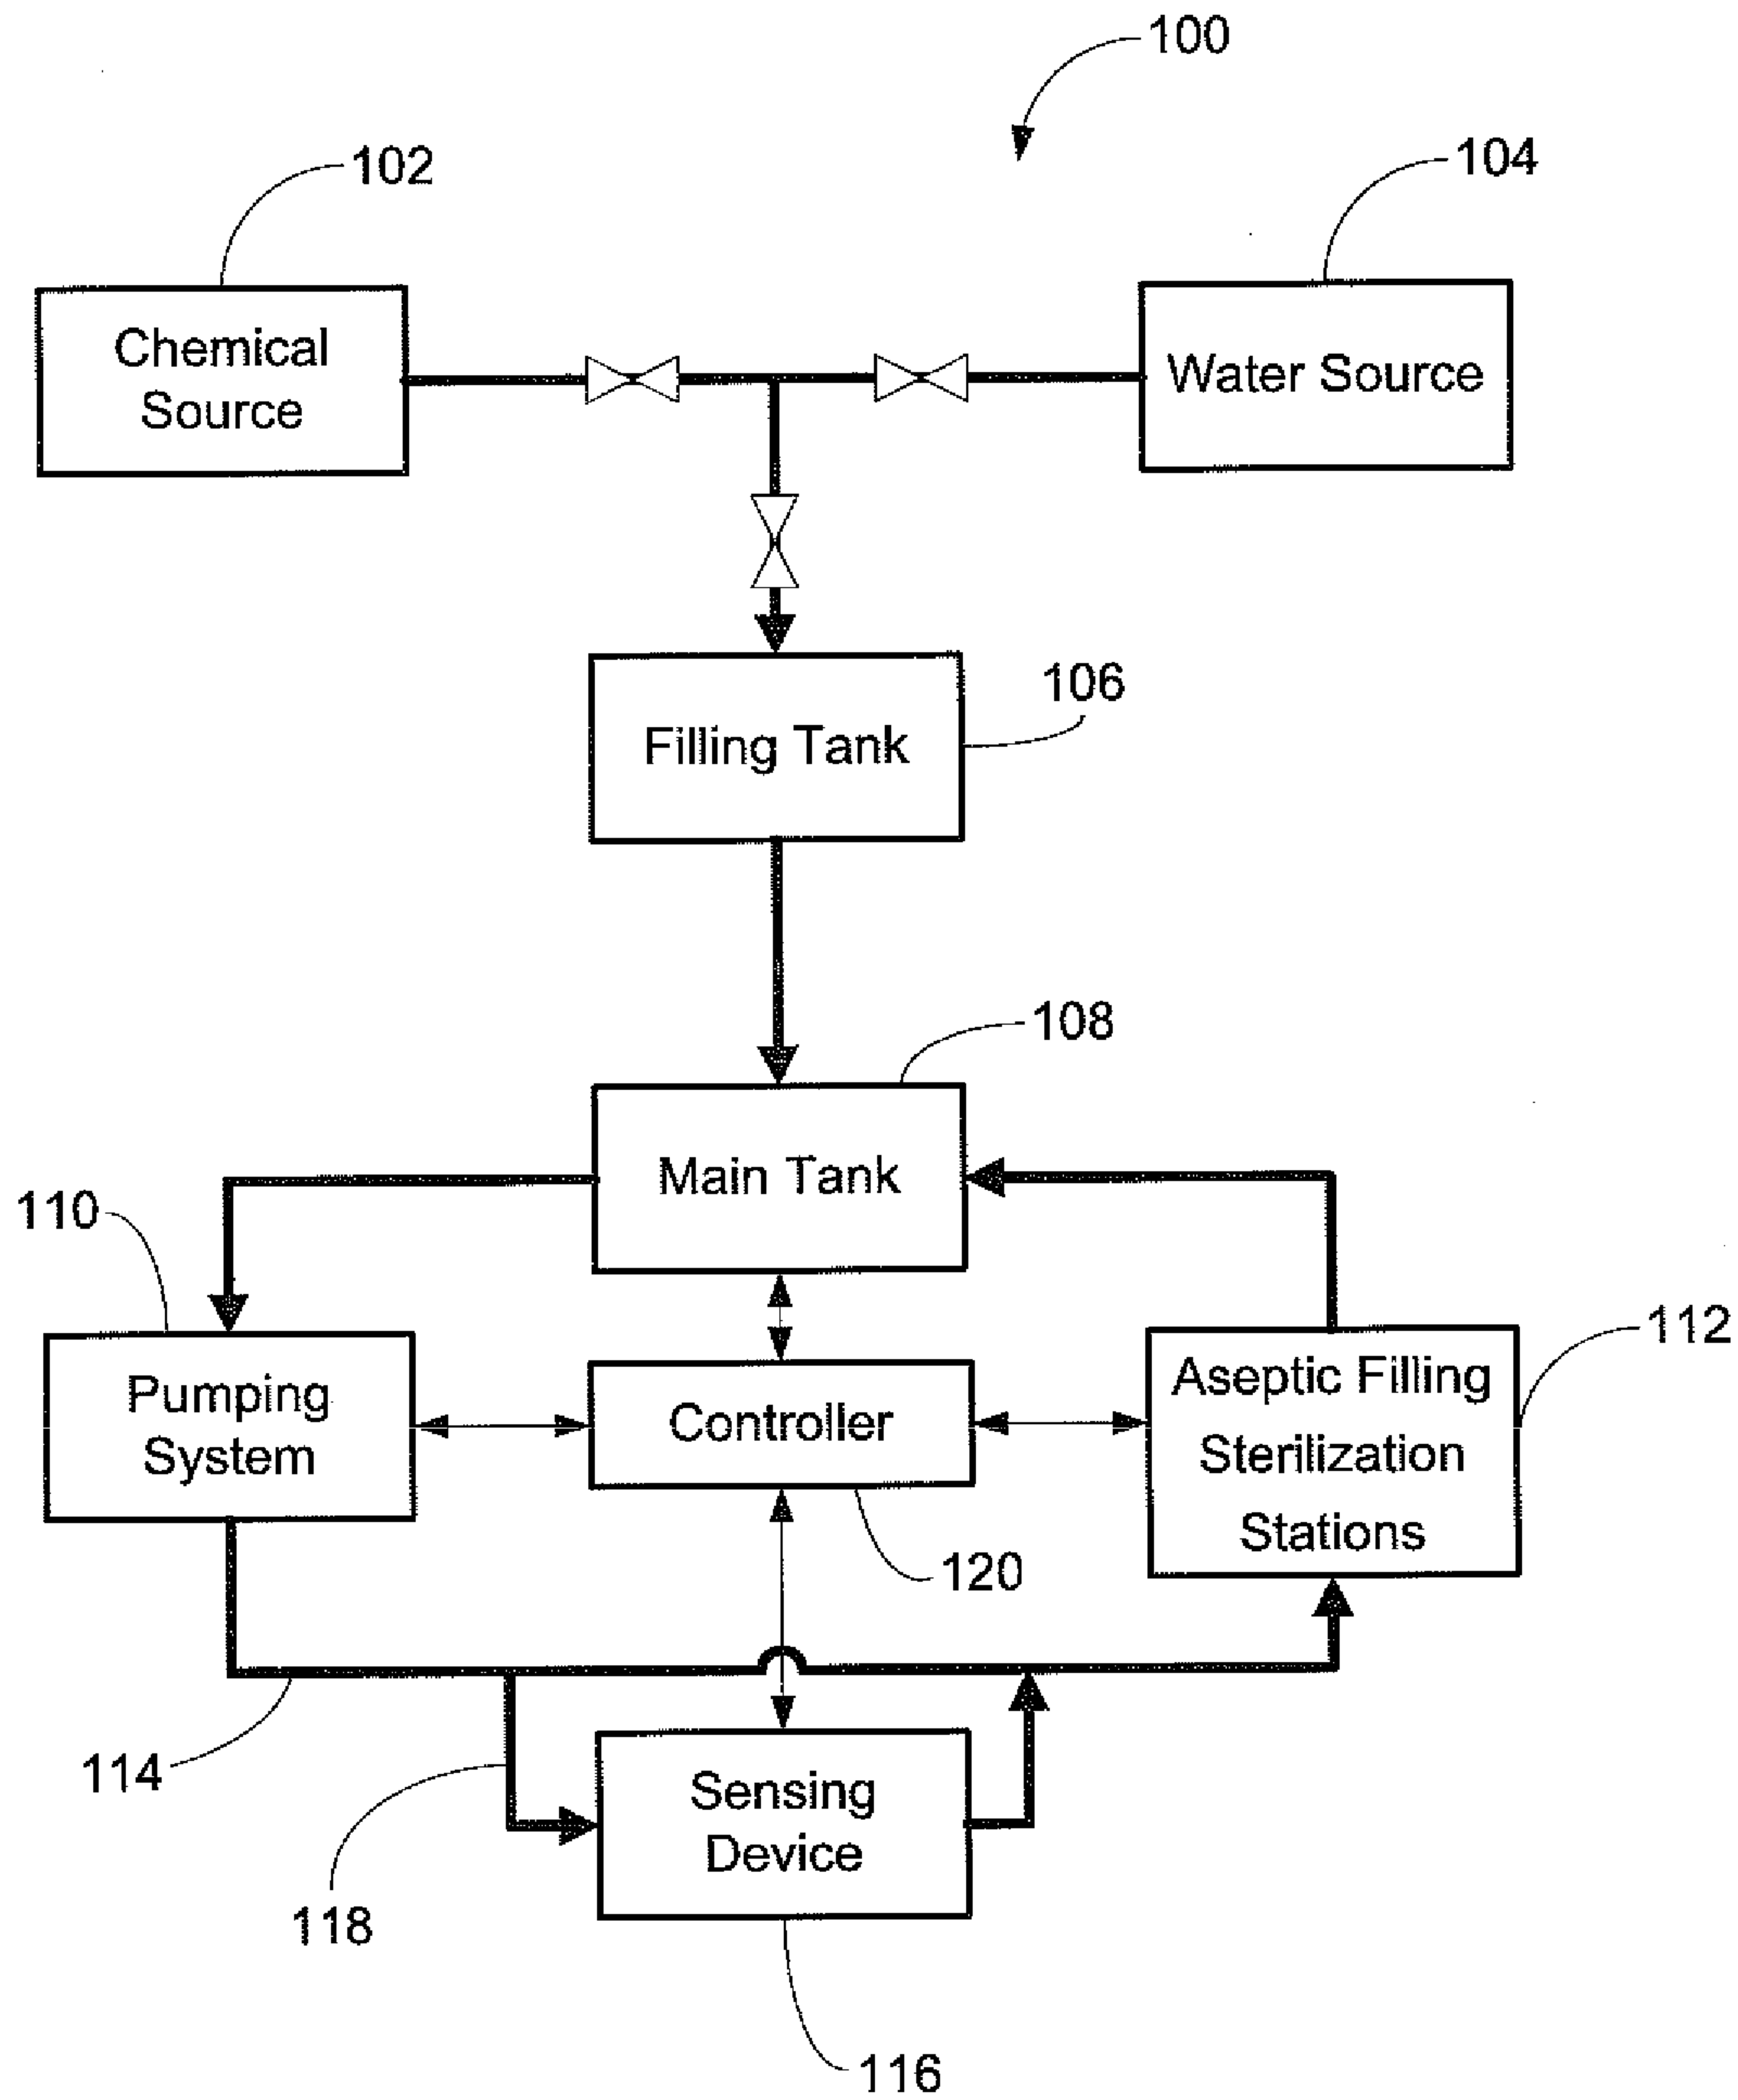 100
102
104
Chemical
Source
Water Source
106
Filling Tank
108
Main Tank
110
112
Pumping
System
Controller
Aseptic Filling
Sterilization
Stations
120
114
Sensing
Device
118
116